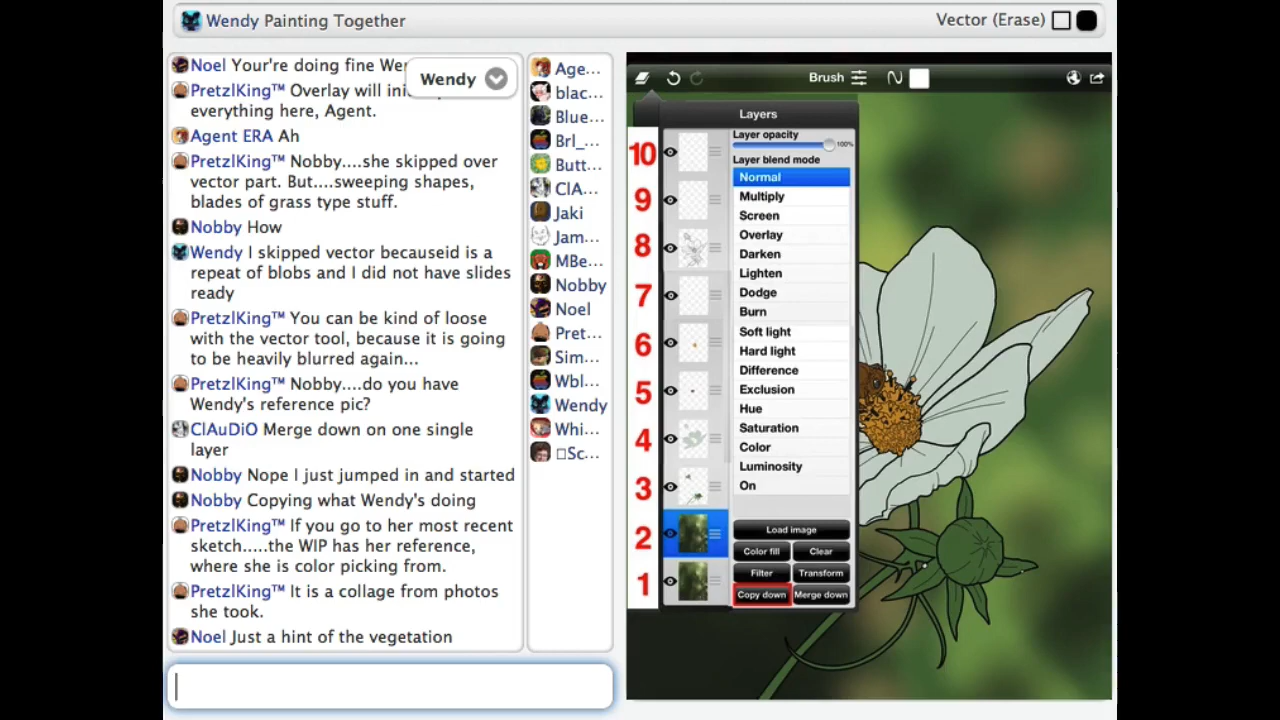 Wendy Painting Together
Vector (Erase)
Noel Your're doing fine Wen
Wendy
PretzlKing™ Overlay will
everything here, Agent.
Agent ERA Ah
PretzlKing™ Nobby....she skipped over
vector part. But....sweeping shapes,
blades of grass type stuff.
Nobby How
Wendy I skipped vector becauseid is a
repeat of blobs and I did not have slides
ready
PretzlKing™ You can be kind of loose
with the vector tool, because it is going
to be heavily blurred again...
PretzlKing™ Nobby....do you have
Wendy's reference pic?
ClAuDiO Merge down on one single
layer
Nobby Nope I just jumped in and started
Nobby Copying what Wendy's doing
PretzlKing™ If you go to her most recent
sketch.....the WIP has her reference,
where she is color picking from.
PretzlKing™ It is a collage from photos
she took.
Noel Just a hint of the vegetation
Age...
blac...
Blue...
Brl_...
Butt...
ClA...
Jaki
Jam...
MBe...
Nobby
Noel
Pret...
Sim...
Wbl...
Wendy
Whi...
Sc...
Brush
Layers
10
9
8
7
6
5
4
3
2
1
Layer opacity
100%
Layer blend mode
Normal
Multiply
Screen
Overlay
Darken
Lighten
Dodge
Burn
Soft light
Hard light
Difference
Exclusion
Hue
Saturation
Color
Luminosity
On
Load image
Color fill Clear
Filter Transform
Copy down Merge down